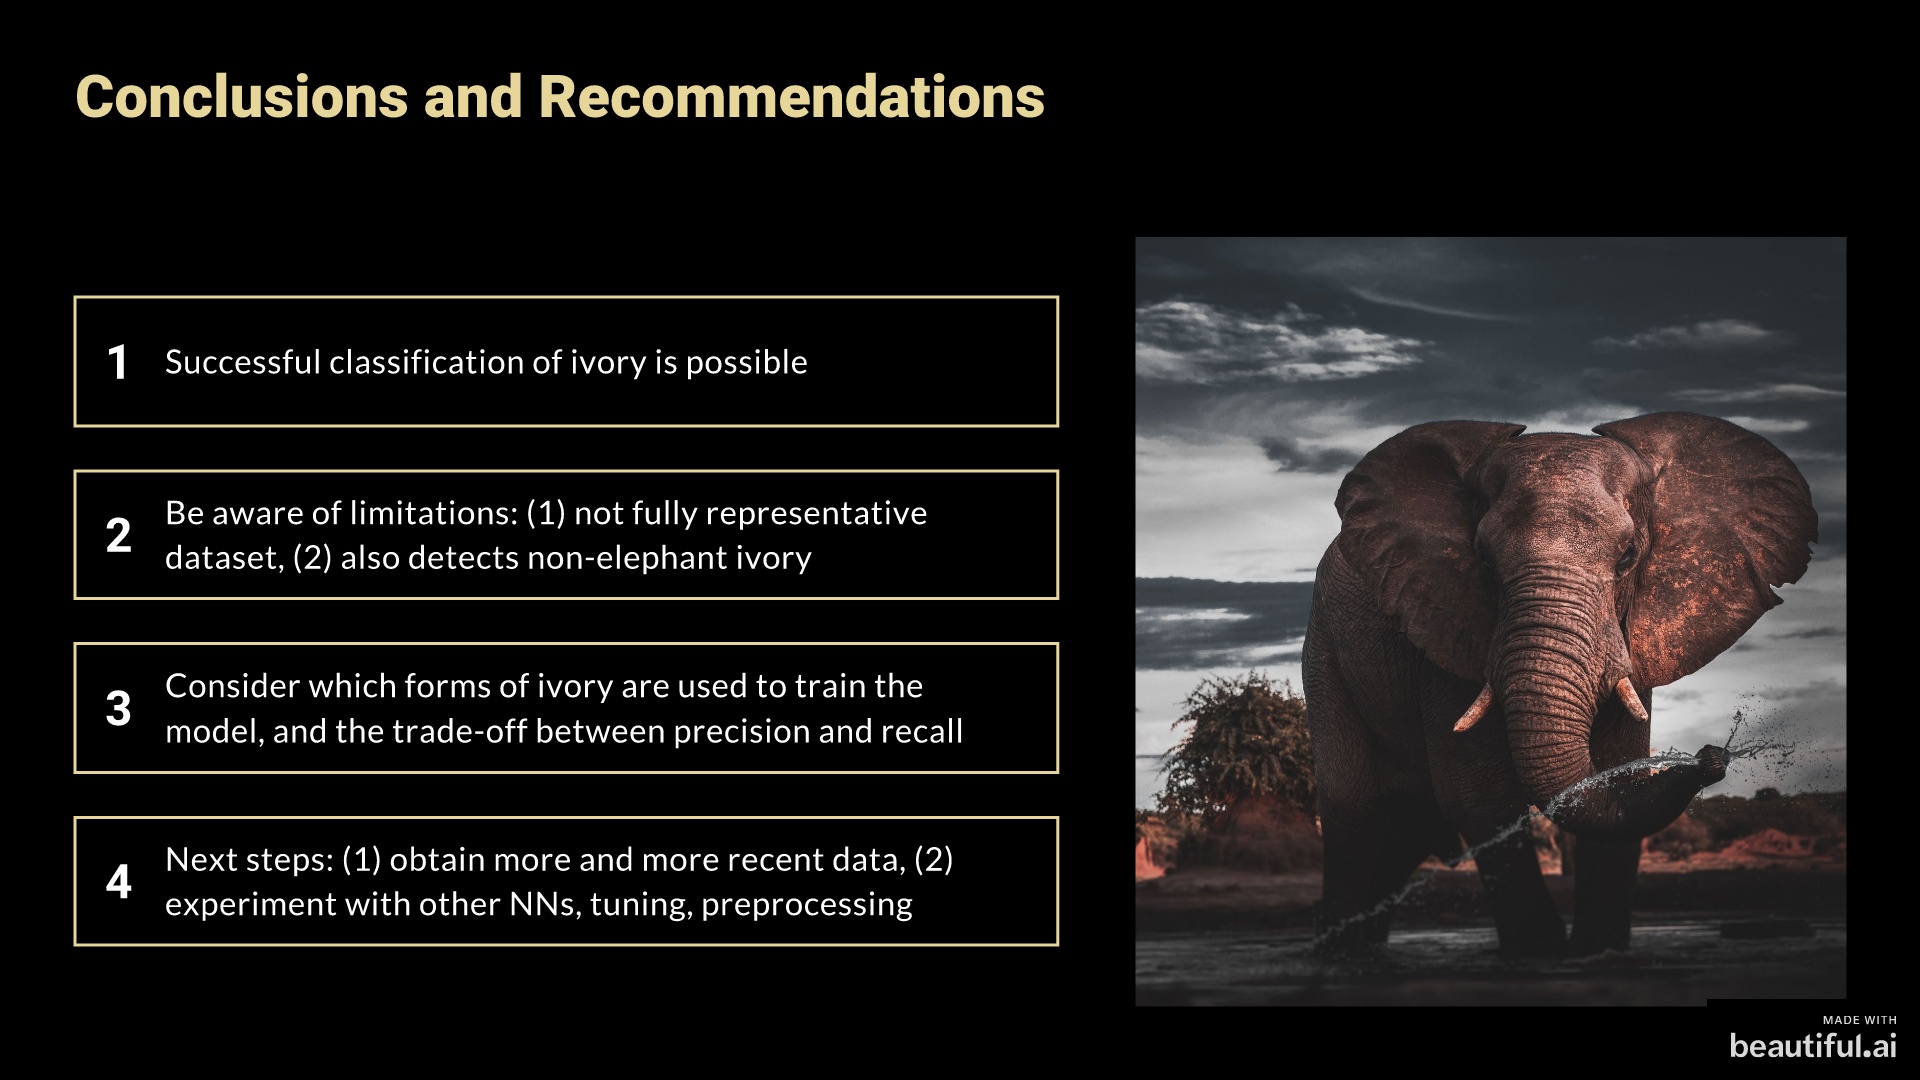 Conclusions and Recommendations
1 Successful classification of ivory is possible
2 Be aware of limitations: (1) not fully representative
dataset, (2) also detects non-elephant ivory
3 Consider which forms of ivory are used to train the
model, and the trade-off between precision and recall
4 Next steps: (1) obtain more and more recent data, (2)
experiment with other NNs, tuning, preprocessing
MADE WITH
beautiful.ai